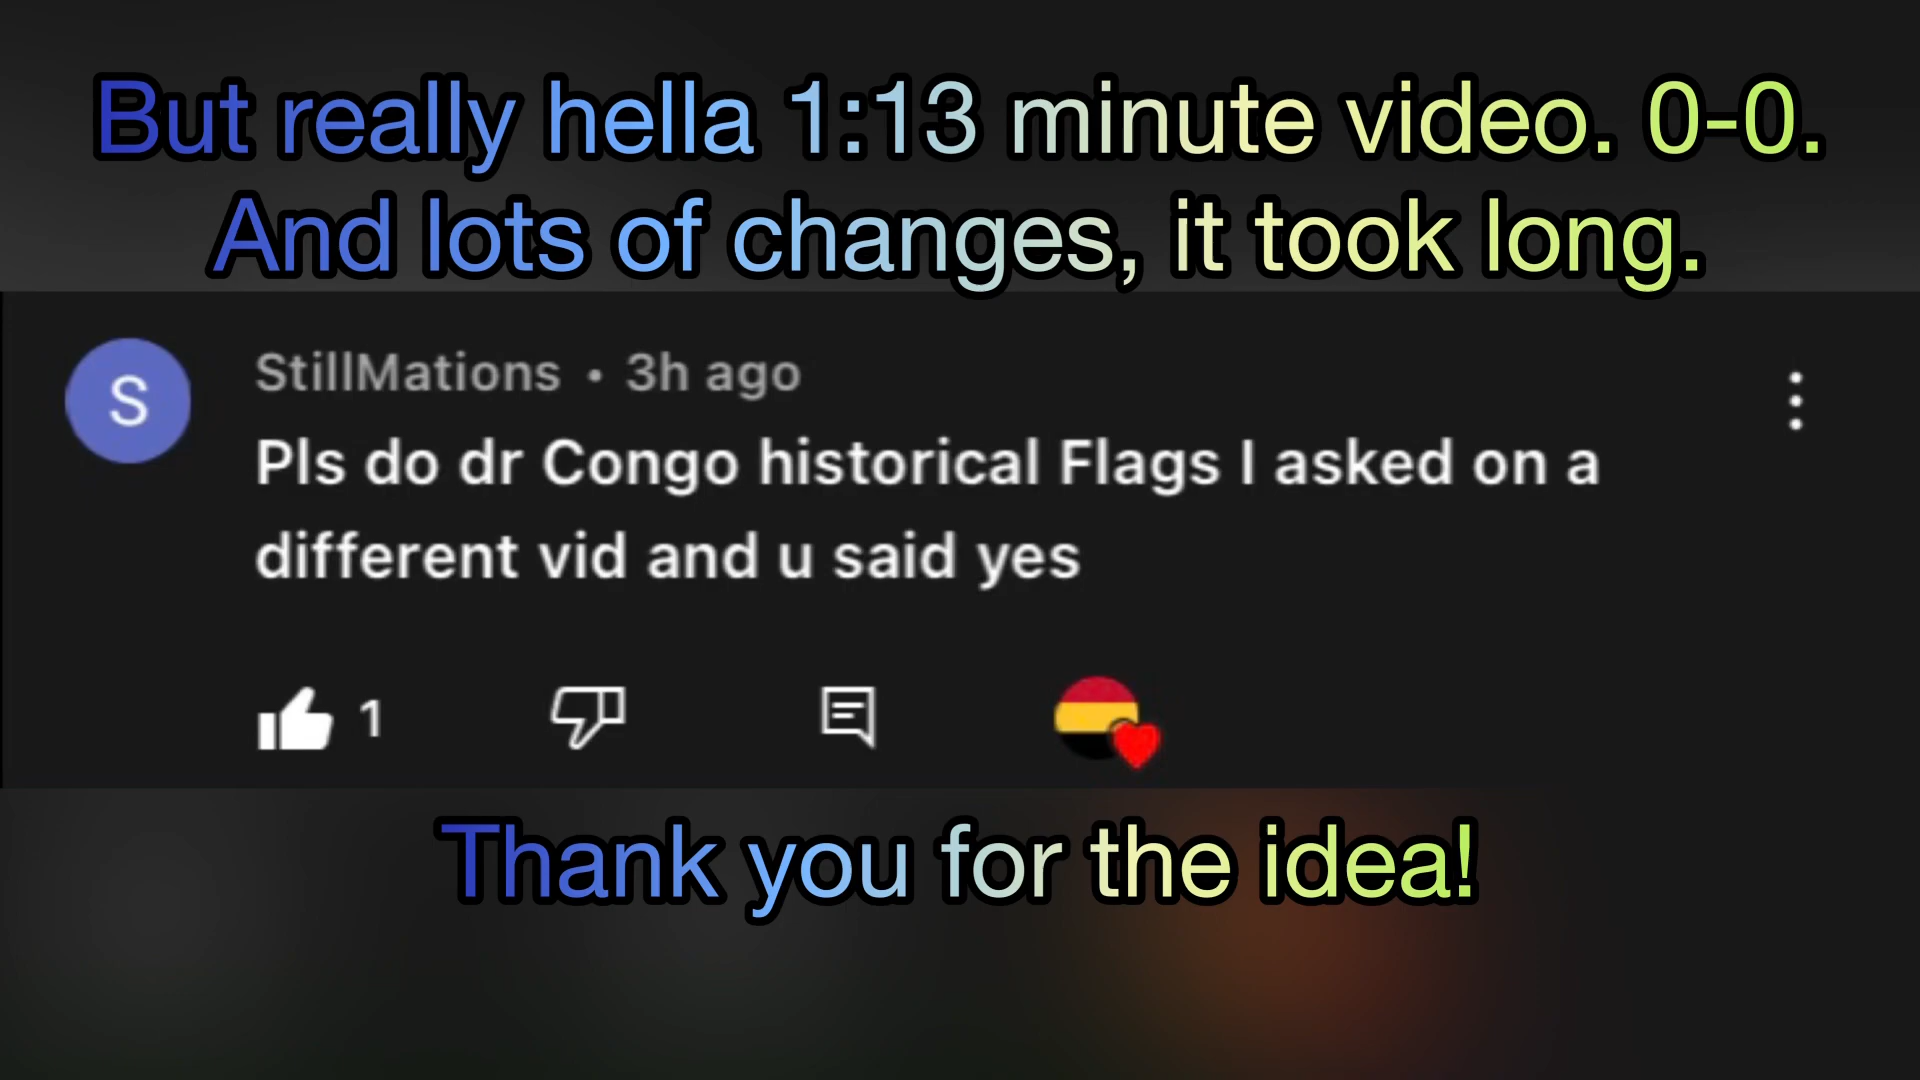 But really hella 1:13 minute video. 0-0.
And lots of changes, it took long.
S
StillMations • 3h ago
Pls do dr Congo historical Flags I asked on a
different vid and u said yes
1
Thank you for the idea!